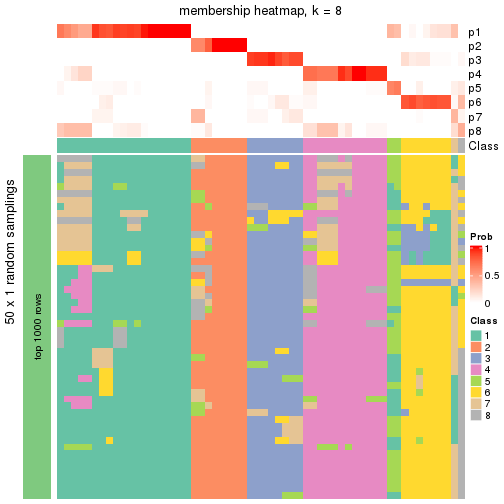 membership heatmap, k = 8
p1
p2
p3
p4
p5
p6
p7
p8
Class
50 x 1 random samplings
top 1000 rows
Prob
1
0.5
0
Class
1
2
3
4
5
6
7
8